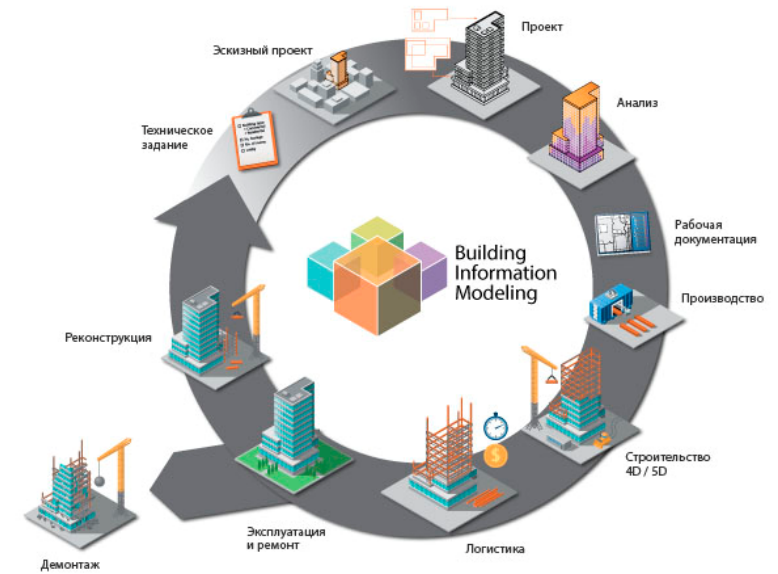 Проект
Эскизный проект
Анализ
Техническое
задание
Рабочая
документация
Building
Information
Modeling
Производство
Реконструкция
Строительство
4D / 5D
Эксплуатация
и ремонт
Логистика
Демонтаж